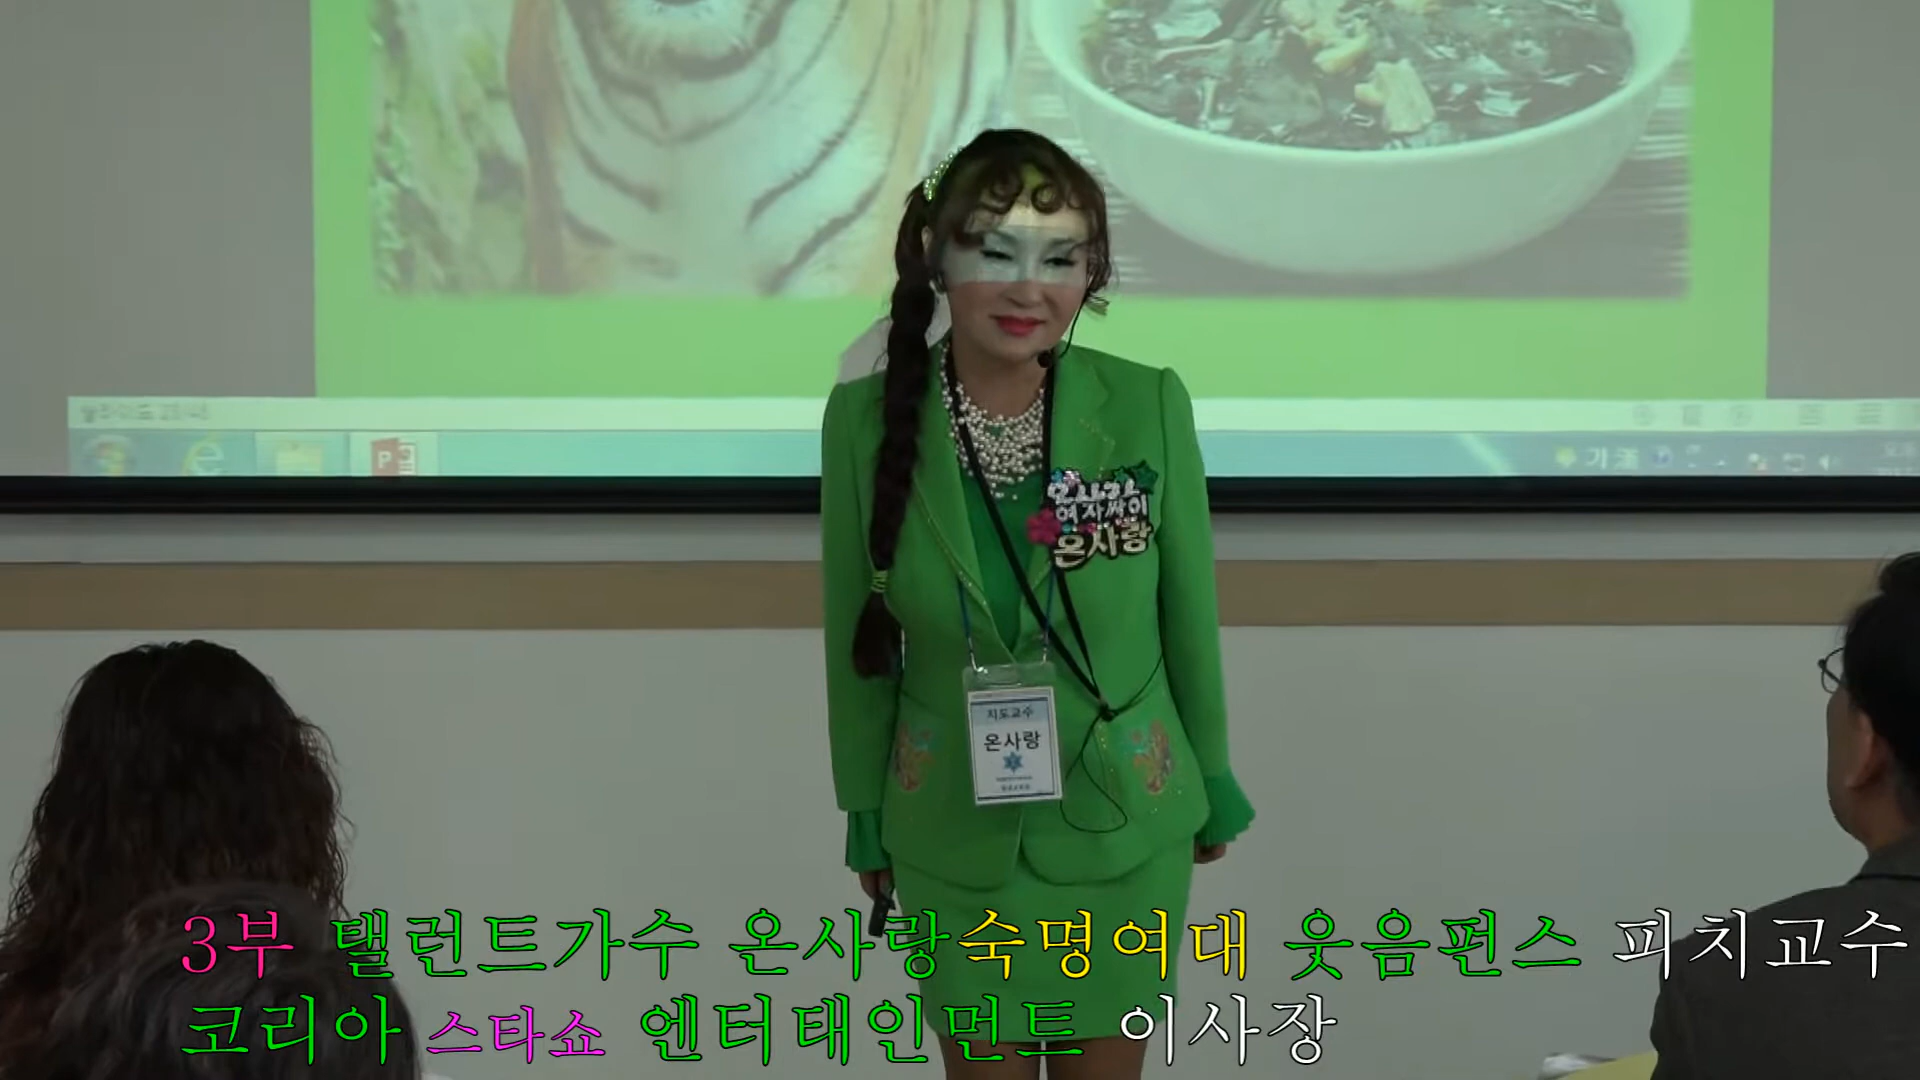 가漢
여자싸이
온사랑
지도교수
온사랑
3부 탤런트가수 온사랑숙명여대 웃음펀스 피치교수
코리아 스타쇼 엔터태인먼트 이사장